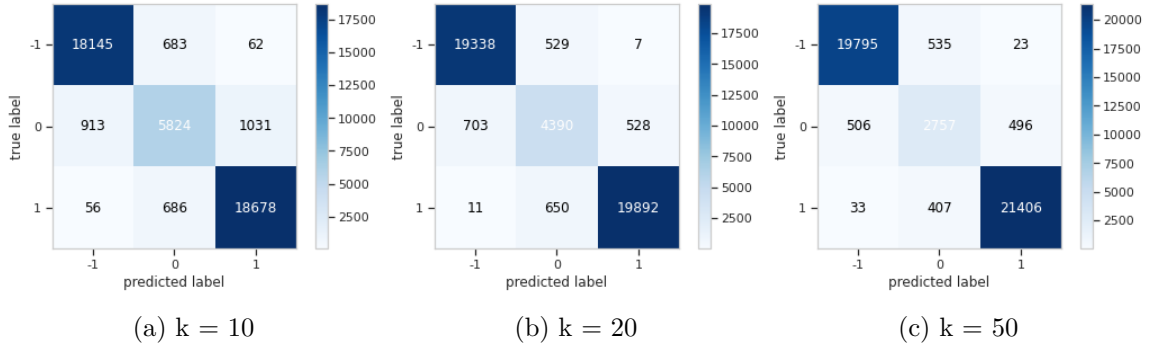 -1 18145 683 62
0 913 5824 1031
1 56 686 18678
-1 0 1
predicted label
true label
17500
15000
12500
10000
7500
5000
2500
(a) k = 10
-1 19338 529 7
0 703 4390 528
1 11 650 19892
-1 0 1
predicted label
true label
17500
15000
12500
10000
7500
5000
2500
(b) k = 20
-1 19795 535 23
0 506 2757 496
1 33 407 21406
-1 0 1
predicted label
true label
20000
17500
15000
12500
10000
7500
5000
2500
(c) k = 50